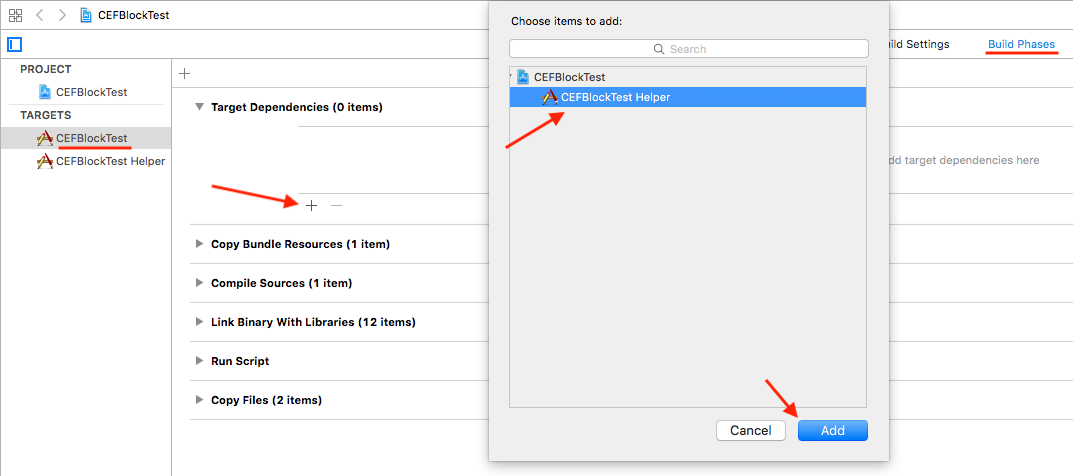 CEFBlockTest
PROJECT
CEFBlockTest
TARGETS
CEFBlockTest
CEFBlockTest Helper
Target Dependencies (0 items)
Copy Bundle Resources (1 item)
Compile Sources (1 item)
Link Binary With Libraries (12 items)
Run Script
Copy Files (2 items)
Choose items to add:
Search
CEFBlockTest
CEFBlockTest Helper
Cancel
Add
Settings
Build Phases
target dependencies here